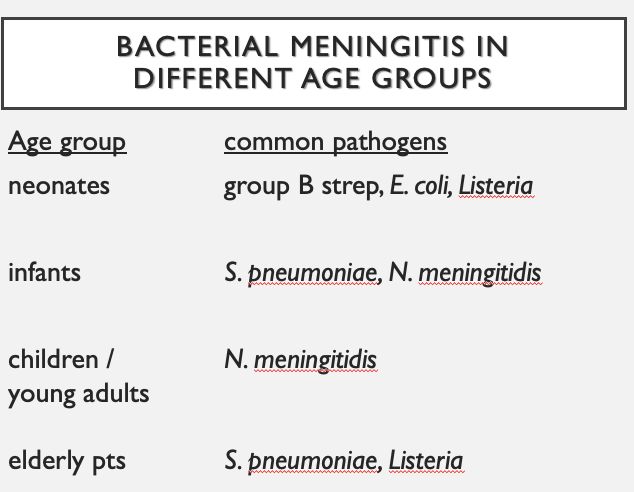 BACTERIAL MENINGITIS IN
DIFFERENT AGE GROUPS
Age group common pathogens
neonates group B strep, E. coli, Listeria
infants S. pneumoniae, N. meningitidis
children / N. meningitidis
young adults
elderly pts S. pneumoniae, Listeria